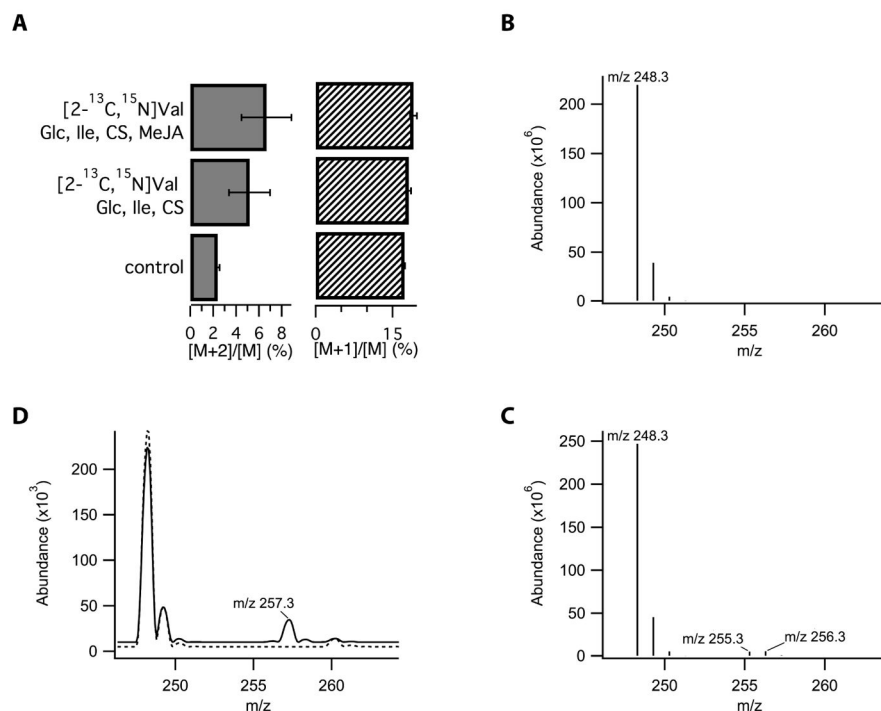 A
[2-¹³C,¹⁵N]Val
Glc, Ile, CS, MeJA
[2-¹³C,¹⁵N]Val
Glc, Ile, CS
control
0 2 4 6 8
[M+2]/[M] (%)
0 15
[M+1]/[M] (%)
B
m/z 248.3
200
150
100
50
0
Abundance (x10⁶)
250 255 260
m/z
D
200
150
100
50
0
Abundance (x10³)
m/z 257.3
250 255 260
m/z
C
m/z 248.3
250
200
150
100
50
0
Abundance (x10⁶)
255.3
m/z 256.3
m/z
250 255 260
m/z